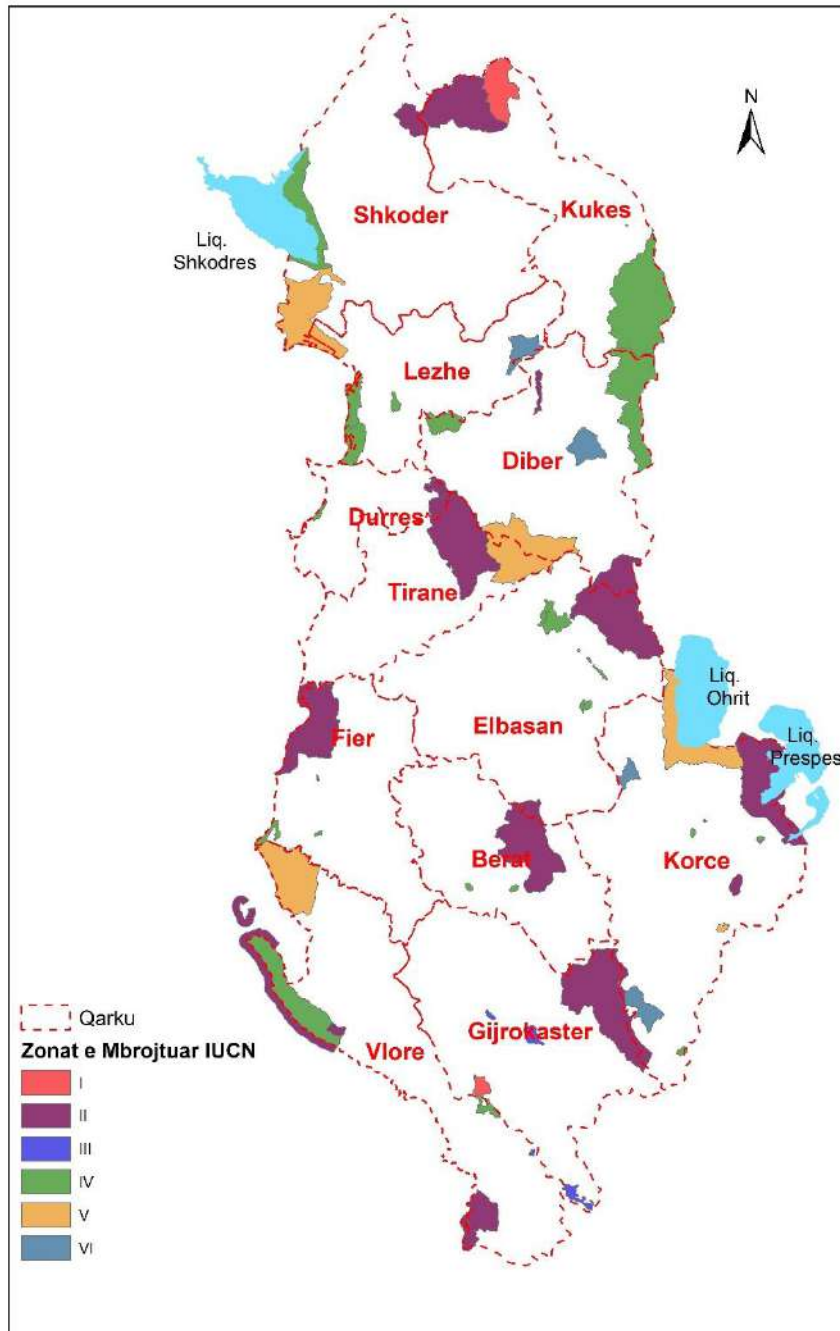 N
Shkoder
Kukes
Liq.
Shkodres
Lezhe
Diber
Durres
Tirane
Liq.
Ohrit
Elbasan
Liq.
Prespes
Fier
Berat
Korce
Qarku
Gijrokaster
Zonat e Mbrojtuar IUCN
Vlore
I
II
III
IV
V
VI